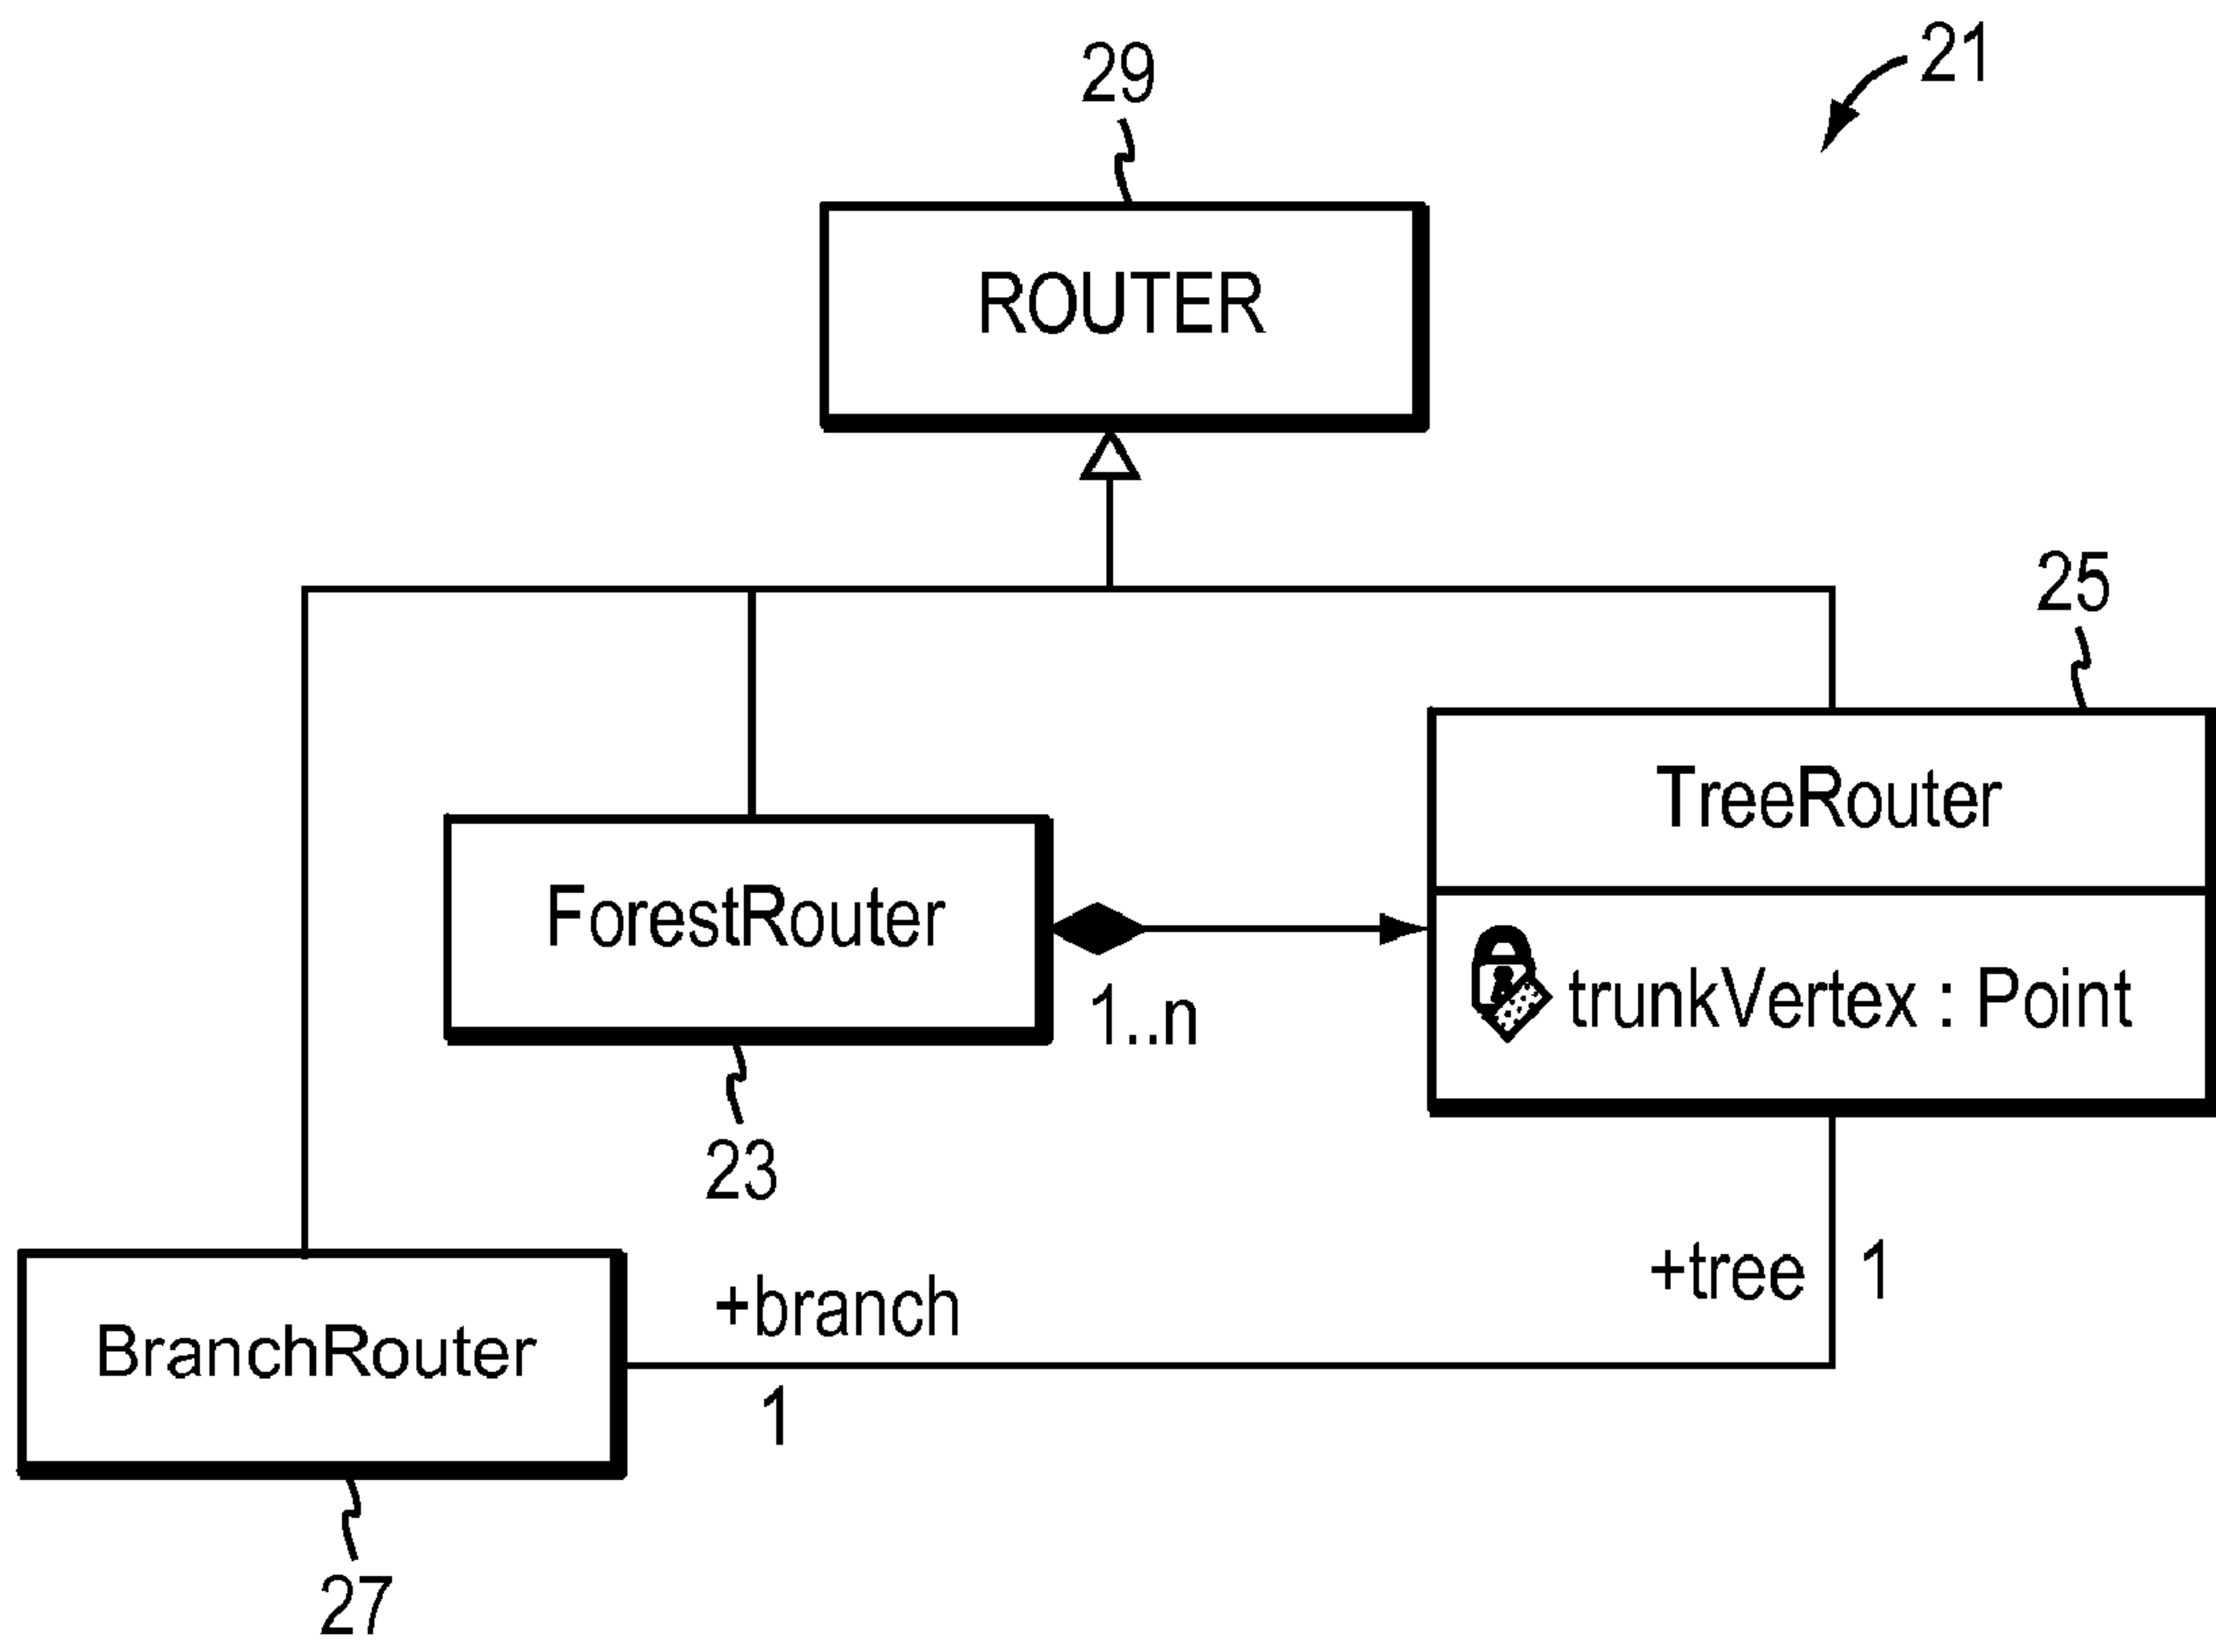 21
29
ROUTER
25
TreeRouter
ForestRouter
trunkVertex : Point
1..n
23
+tree 1
+branch
BranchRouter
1
27